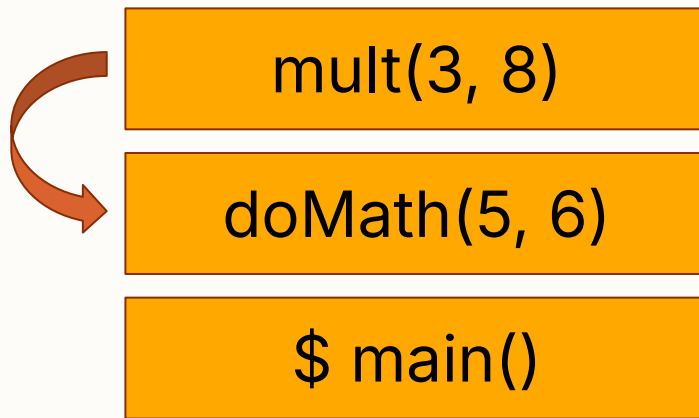 mult(3, 8)
doMath(5, 6)
$ main()